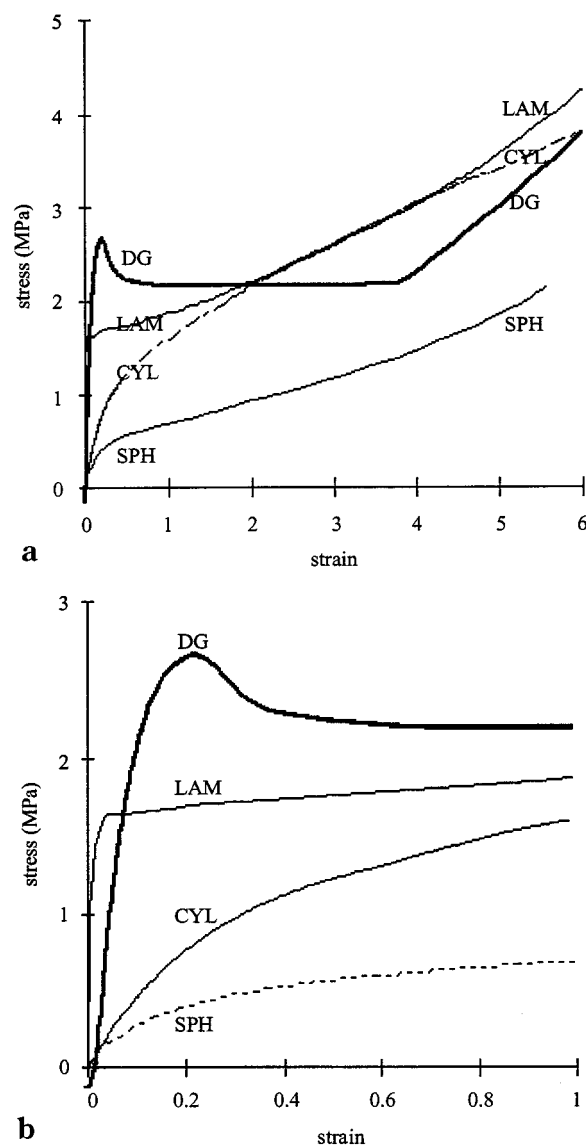 5
LAM
4
CYL
stress (MPa)
3
DG
DG
2
LAM
SPH
CYL
1
SPH
0
0 1 2 3 4 5 6
a
strain
3
DG
2
LAM
stress (MPa)
1
CYL
SPH
0
0 0.2 0.4 0.6 0.8 1
b
strain